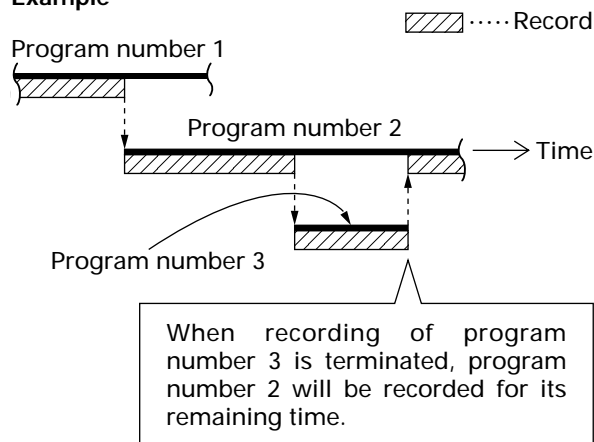 Example
·····Record
Program number 1
Program number 2
Time
Program number 3
When recording of program
number 3 is terminated, program
number 2 will be recorded for its
remaining time.